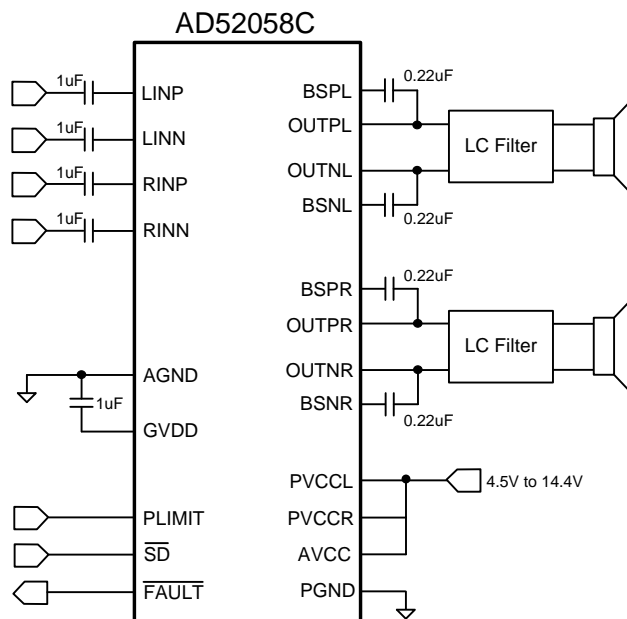 AD52058C
1uF
LINP
1uF
LINN
1uF
RINP
1uF
RINN
AGND
1uF
GVDD
PLIMIT
SD
FAULT
BSPL
0.22uF
OUTPL
LC Filter
OUTNL
BSNL
0.22uF
BSPR
0.22uF
OUTPR
LC Filter
OUTNR
BSNR
0.22uF
PVCCL
4.5V to 14.4V
PVCCR
AVCC
PGND